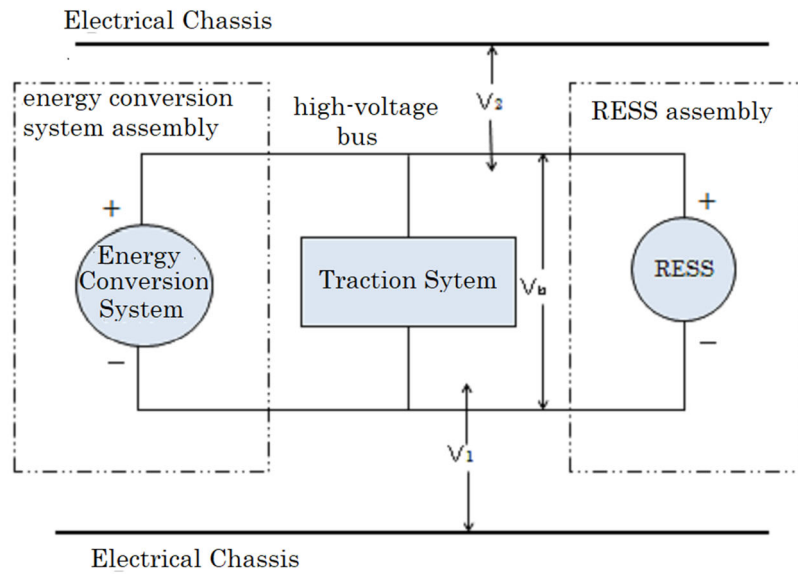 Electrical Chassis
energy conversion
system assembly
high-voltage
bus
V2
RESS assembly
+
+
Energy
Conversion
System
Traction Sytem
Vb
RESS
−
−
V1
Electrical Chassis